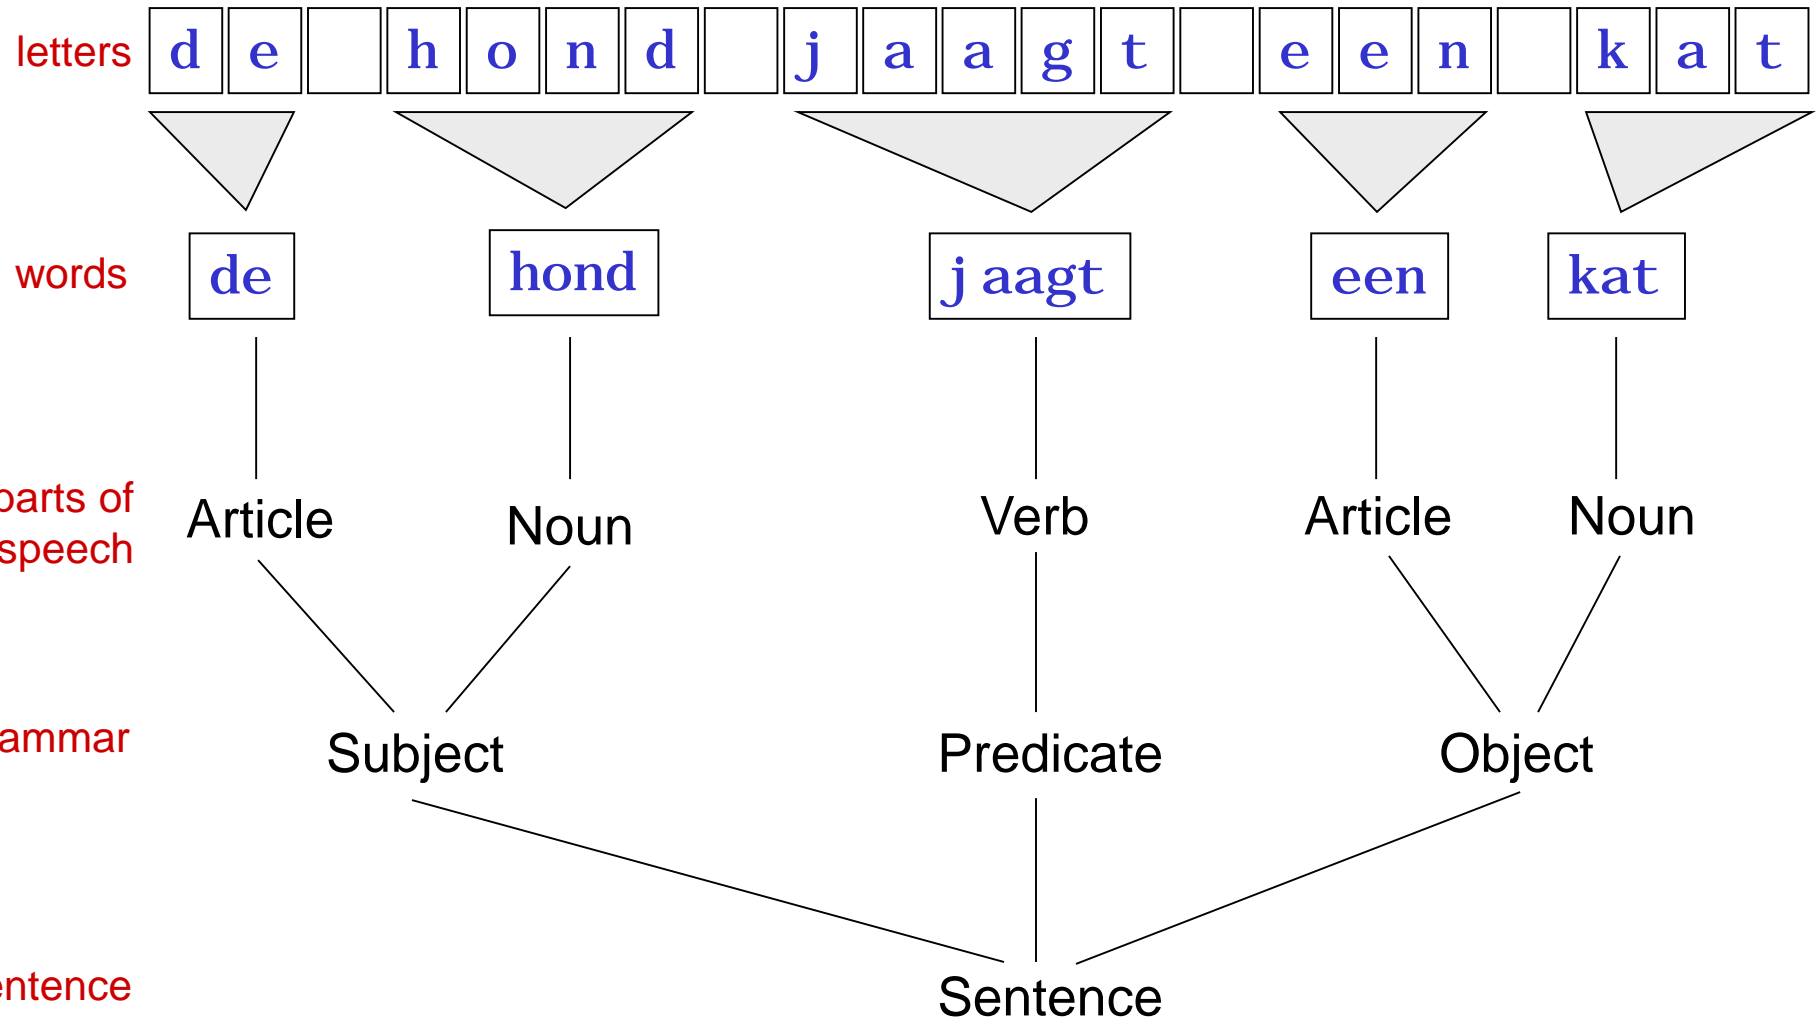 letters d e h o n d j a a g t e e n k a t
words de hond jaagt een kat
parts of
speech
Article Noun Verb Article Noun
ammar Subject Predicate Object
entence Sentence